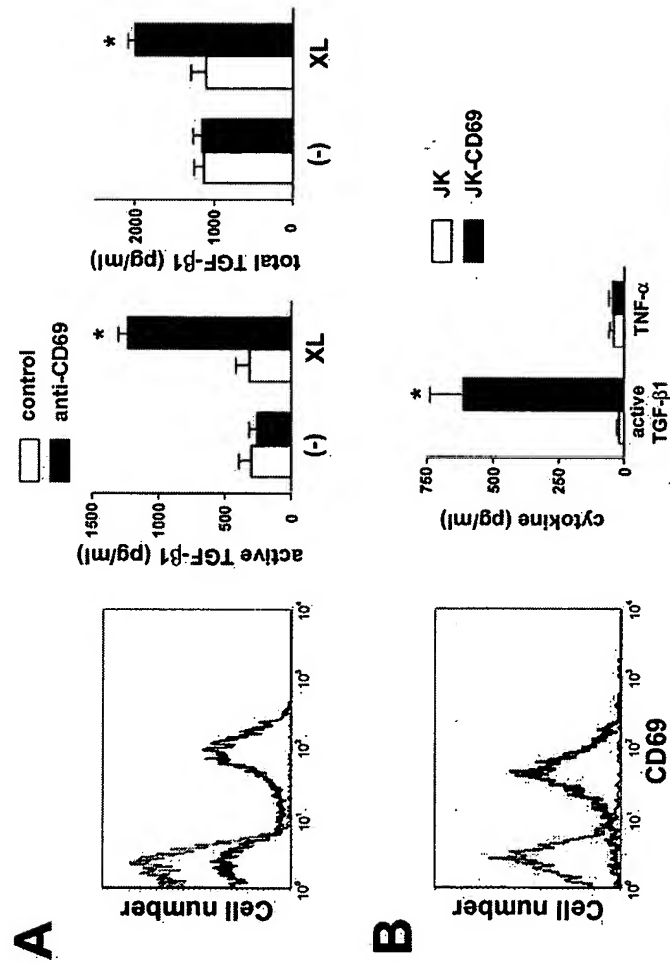 A
Cell number
10⁰ 10¹ 10² 10³ 10⁴
control
anti-CD69
active TGF-β1 (pg/ml)
1500
1000
500
0
(-) XL
*
total TGF-β1 (pg/ml)
2000
1000
0
(-) XL
*
B
Cell number
10⁰ 10¹ 10² 10³ 10⁴
CD69
cytokine (pg/ml)
750
500
250
0
*
active TNF-α
TGF-β1
JK
JK-CD69